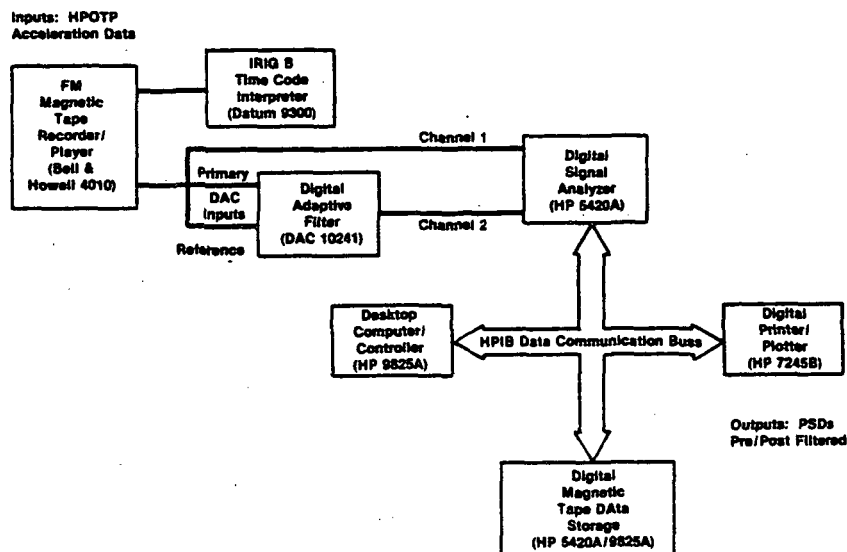 Inputs: HPOTP
Acceleration Data
FM
Magnetic
Tape
Recorder/
Player
(Bell &
Howell 4010)
IRIG B
Time Code
Interpreter
(Datum 9300)
Channel 1
Primary
DAC
Inputs
Reference
Digital
Adaptive
Filter
(DAC 10241)
Channel 2
Digital
Signal
Analyzer
(HP 5420A)
Desktop
Computer/
Controller
(HP 9825A)
HPIB Data Communication Buss
Digital
Printer/
Plotter
(HP 7245B)
Outputs: PSDs
Pre/Post Filtered
Digital
Magnetic
Tape DAta
Storage
(HP 5420A/9825A)